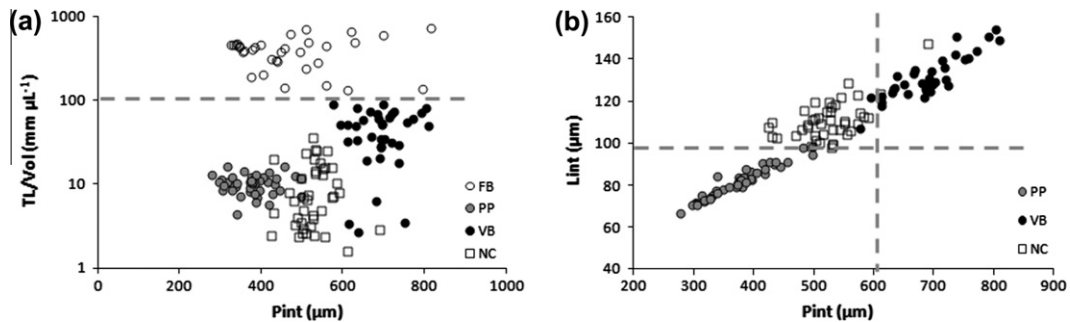 (a)
1000
100
10
1
TL/Vol(mm µL-1)
0 200 400 600 800 1000
Pint (µm)
FB
PP
VB
NC
(b)
160
140
120
100
80
60
40
Lint (µm)
200 300 400 500 600 700 800 900
Pint (µm)
PP
VB
NC